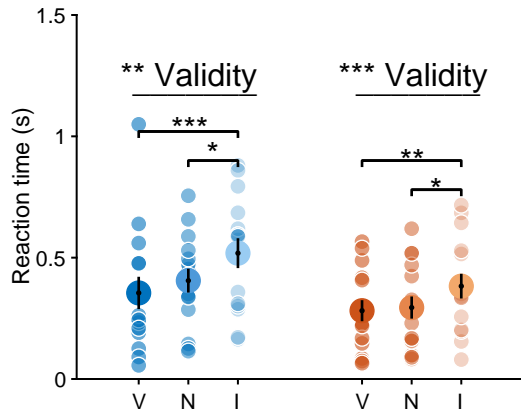 1.5
** Validity
*** Validity
1
***
**
*
*
0.5
0
Reaction time (s)
V N I V N I